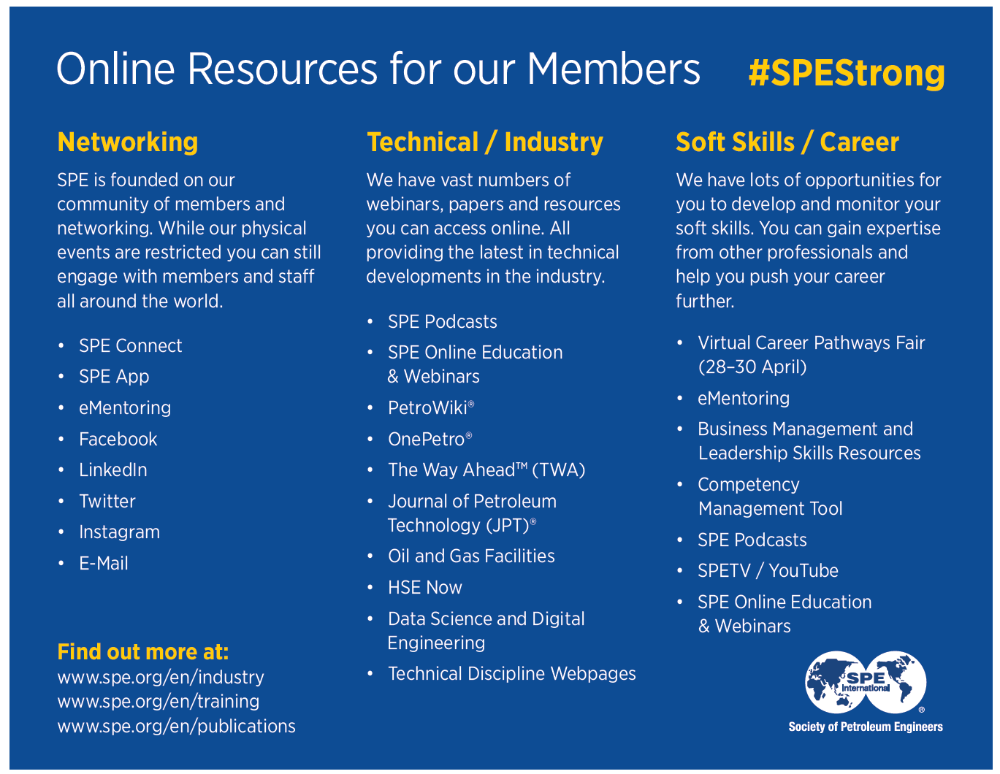 Online Resources for our Members
#SPEStrong
Networking
SPE is founded on our
community of members and
networking. While our physical
events are restricted you can still
engage with members and staff
all around the world.
• SPE Connect
• SPE App
• eMentoring
• Facebook
• LinkedIn
• Twitter
• Instagram
• E-Mail
Find out more at:
www.spe.org/en/industry
www.spe.org/en/training
www.spe.org/en/publications
Technical / Industry
We have vast numbers of
webinars, papers and resources
you can access online. All
providing the latest in technical
developments in the industry.
• SPE Podcasts
• SPE Online Education
& Webinars
• PetroWiki®
• OnePetro®
• The Way Ahead™ (TWA)
• Journal of Petroleum
Technology (JPT)®
• Oil and Gas Facilities
• HSE Now
• Data Science and Digital
Engineering
• Technical Discipline Webpages
Soft Skills / Career
We have lots of opportunities for
you to develop and monitor your
soft skills. You can gain expertise
from other professionals and
help you push your career
further.
• Virtual Career Pathways Fair
(28–30 April)
• eMentoring
• Business Management and
Leadership Skills Resources
• Competency
Management Tool
• SPE Podcasts
• SPETV / YouTube
• SPE Online Education
& Webinars
SPE
International
®
Society of Petroleum Engineers